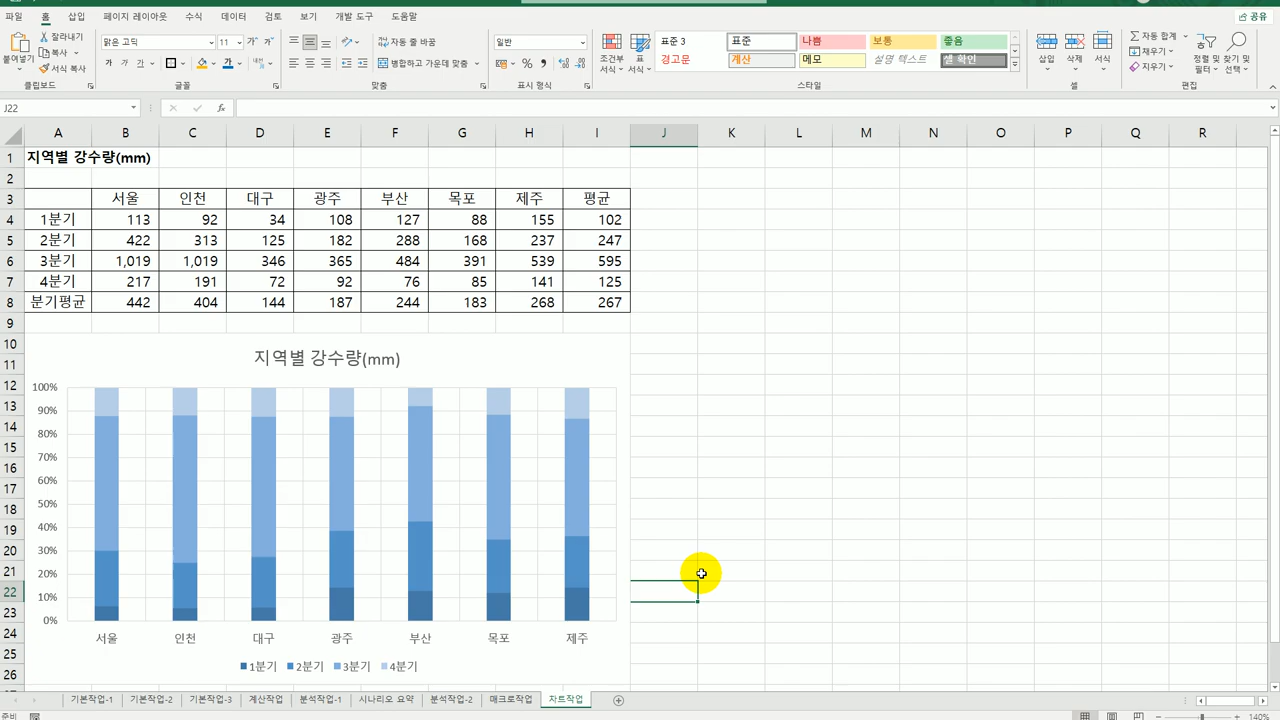 파일 홈 삽입 페이지 레이아웃 수식 데이터 검토 보기 개발 도구 도움말 공유
붙여넣기 잘라내기 복사 서식 복사 클립보드
맑은 고딕 11 가 가 가 가 가 글꼴
자동 줄 바꿈
병합하고 가운데 맞춤
맞춤
일반
표시 형식
조건부 서식 표 서식
표준 3 표준 나쁨 보통 좋음
경고문 계산 메모 설명 텍스트 셀 확인
스타일
삽입 삭제 서식
셀
자동 합계
채우기
지우기
정렬 및 필터 찾기 및 선택
편집
J22 fx
A B C D E F G H I J K L M N O P Q R
1 지역별 강수량(mm)
2
3 서울 인천 대구 광주 부산 목포 제주 평균
4 1분기 113 92 34 108 127 88 155 102
5 2분기 422 313 125 182 288 168 237 247
6 3분기 1,019 1,019 346 365 484 391 539 595
7 4분기 217 191 72 92 76 85 141 125
8 분기평균 442 404 144 187 244 183 268 267
9
10
11
12
13
14
15
16
17
18
19
20
21
22
23
24
25
26
지역별 강수량(mm)
100%
90%
80%
70%
60%
50%
40%
30%
20%
10%
0%
서울 인천 대구 광주 부산 목포 제주
1분기 2분기 3분기 4분기
기본작업-1 기본작업-2 기본작업-3 계산작업 분석작업-1 시나리오 요약 분석작업-2 매크로작업 차트작업
준비 140%